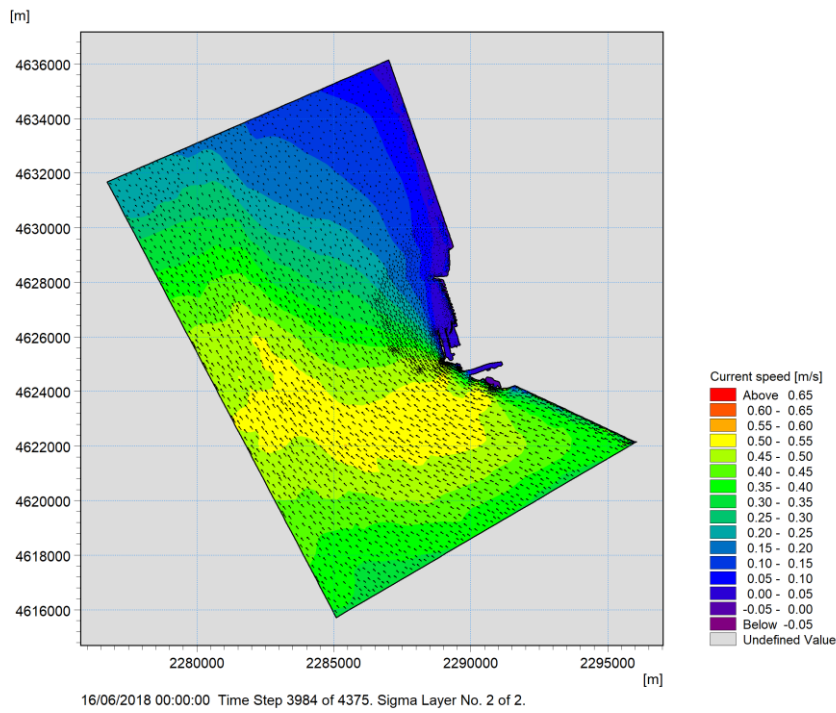 [m]
4636000
4634000
4632000
4630000
4628000
4626000
4624000
4622000
4620000
4618000
4616000
2280000 2285000 2290000 2295000
[m]
Current speed [m/s]
Above 0.65
0.60 - 0.65
0.55 - 0.60
0.50 - 0.55
0.45 - 0.50
0.40 - 0.45
0.35 - 0.40
0.30 - 0.35
0.25 - 0.30
0.20 - 0.25
0.15 - 0.20
0.10 - 0.15
0.05 - 0.10
0.00 - 0.05
-0.05 - 0.00
Below -0.05
Undefined Value
16/06/2018 00:00:00 Time Step 3984 of 4375. Sigma Layer No. 2 of 2.